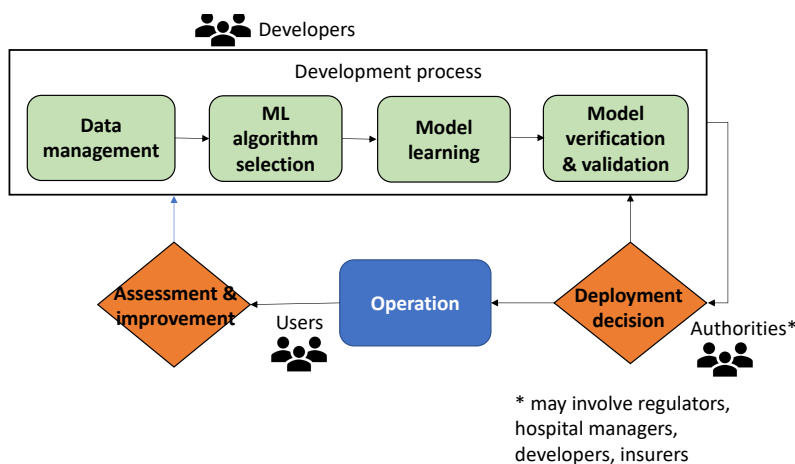 Developers
Development process
Data
management
ML
algorithm
selection
Model
learning
Model
verification
& validation
Assessment &
improvement
Users
Operation
Deployment
decision
Authorities*
* may involve regulators,
hospital managers,
developers, insurers